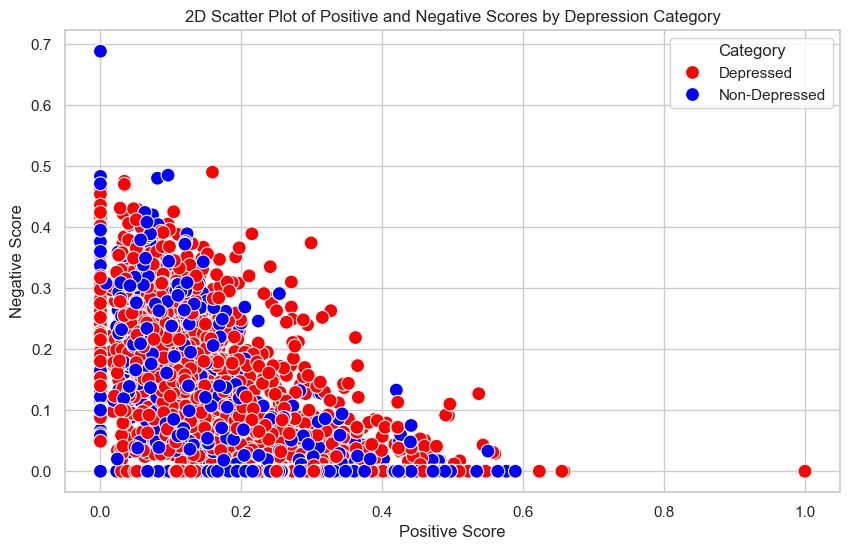 2D Scatter Plot of Positive and Negative Scores by Depression Category
Category
Depressed
Non-Depressed
Negative Score
0.7
0.6
0.5
0.4
0.3
0.2
0.1
0.0
0.0 0.2 0.4 0.6 0.8 1.0
Positive Score